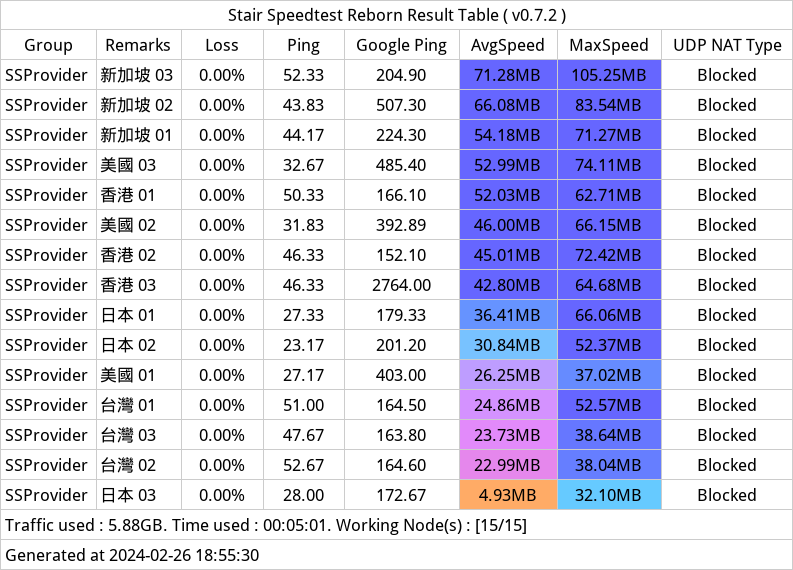 Stair Speedtest Reborn Result Table ( v0.7.2 )
Group Remarks Loss Ping Google Ping AvgSpeed MaxSpeed UDP NAT Type
SSProvider 新加坡 03 0.00% 52.33 204.90 71.28MB 105.25MB Blocked
SSProvider 新加坡 02 0.00% 43.83 507.30 66.08MB 83.54MB Blocked
SSProvider 新加坡 01 0.00% 44.17 224.30 54.18MB 71.27MB Blocked
SSProvider 美國 03 0.00% 32.67 485.40 52.99MB 74.11MB Blocked
SSProvider 香港 01 0.00% 50.33 166.10 52.03MB 62.71MB Blocked
SSProvider 美國 02 0.00% 31.83 392.89 46.00MB 66.15MB Blocked
SSProvider 香港 02 0.00% 46.33 152.10 45.01MB 72.42MB Blocked
SSProvider 香港 03 0.00% 46.33 2764.00 42.80MB 64.68MB Blocked
SSProvider 日本 01 0.00% 27.33 179.33 36.41MB 66.06MB Blocked
SSProvider 日本 02 0.00% 23.17 201.20 30.84MB 52.37MB Blocked
SSProvider 美國 01 0.00% 27.17 403.00 26.25MB 37.02MB Blocked
SSProvider 台灣 01 0.00% 51.00 164.50 24.86MB 52.57MB Blocked
SSProvider 台灣 03 0.00% 47.67 163.80 23.73MB 38.64MB Blocked
SSProvider 台灣 02 0.00% 52.67 164.60 22.99MB 38.04MB Blocked
SSProvider 日本 03 0.00% 28.00 172.67 4.93MB 32.10MB Blocked
Traffic used : 5.88GB. Time used : 00:05:01. Working Node(s) : [15/15]
Generated at 2024-02-26 18:55:30